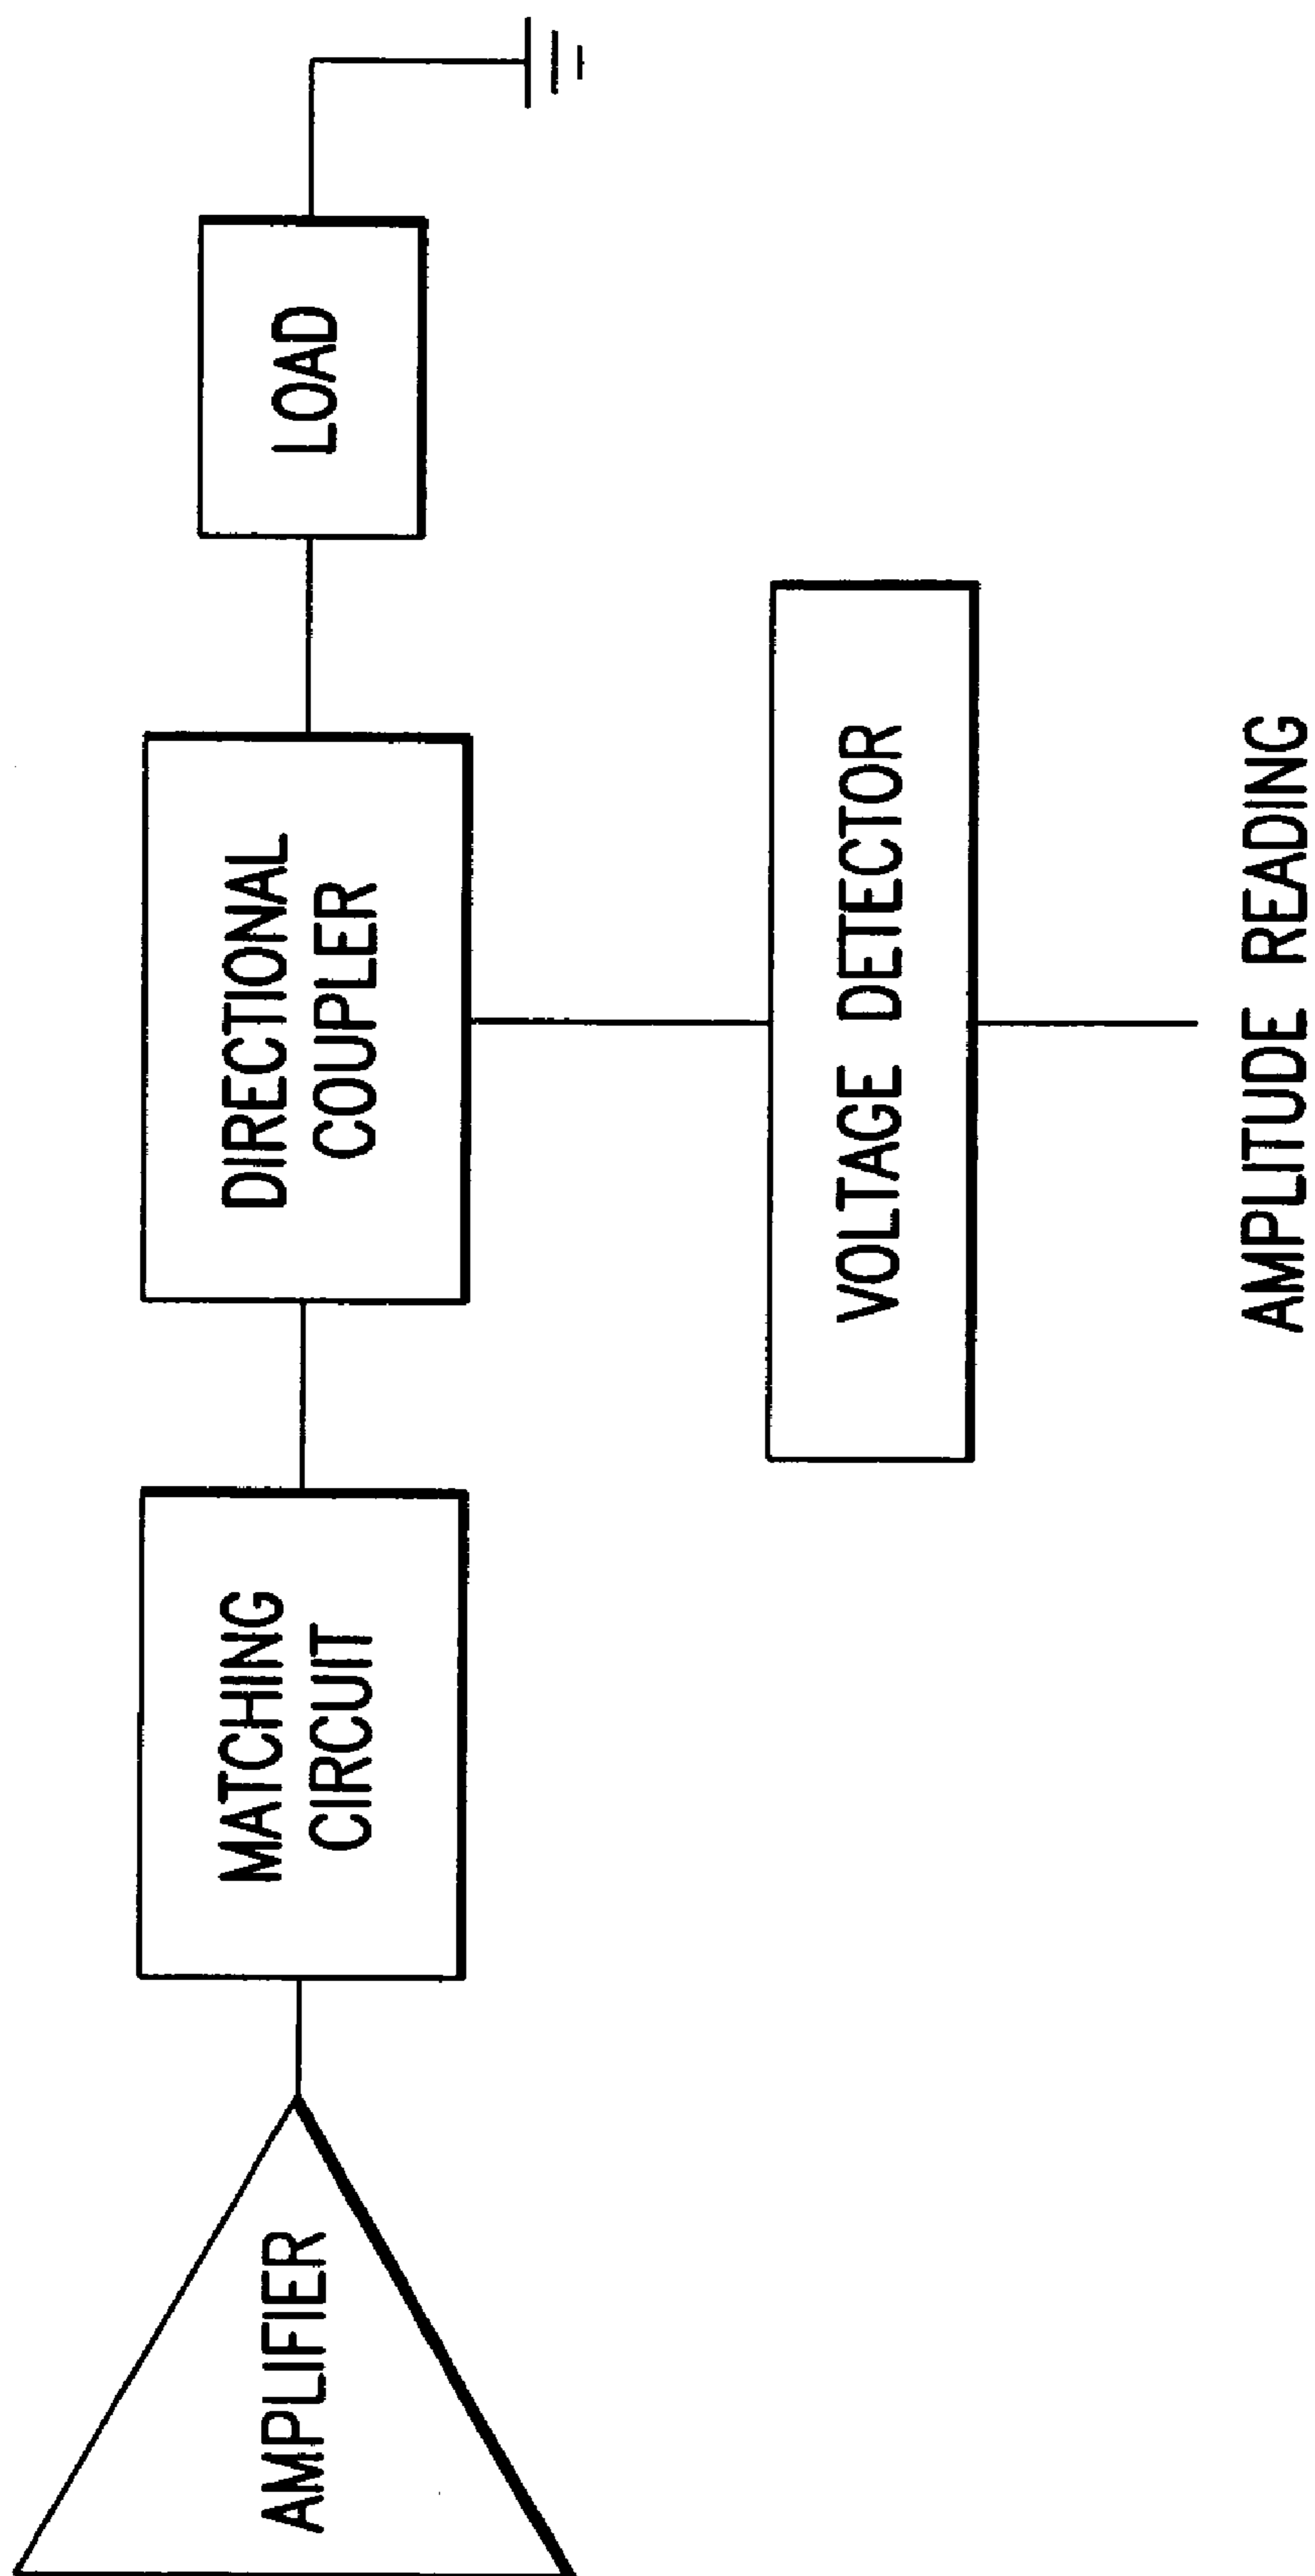 AMPLIFIER
MATCHING
CIRCUIT
DIRECTIONAL
COUPLER
LOAD
VOLTAGE DETECTOR
AMPLITUDE READING